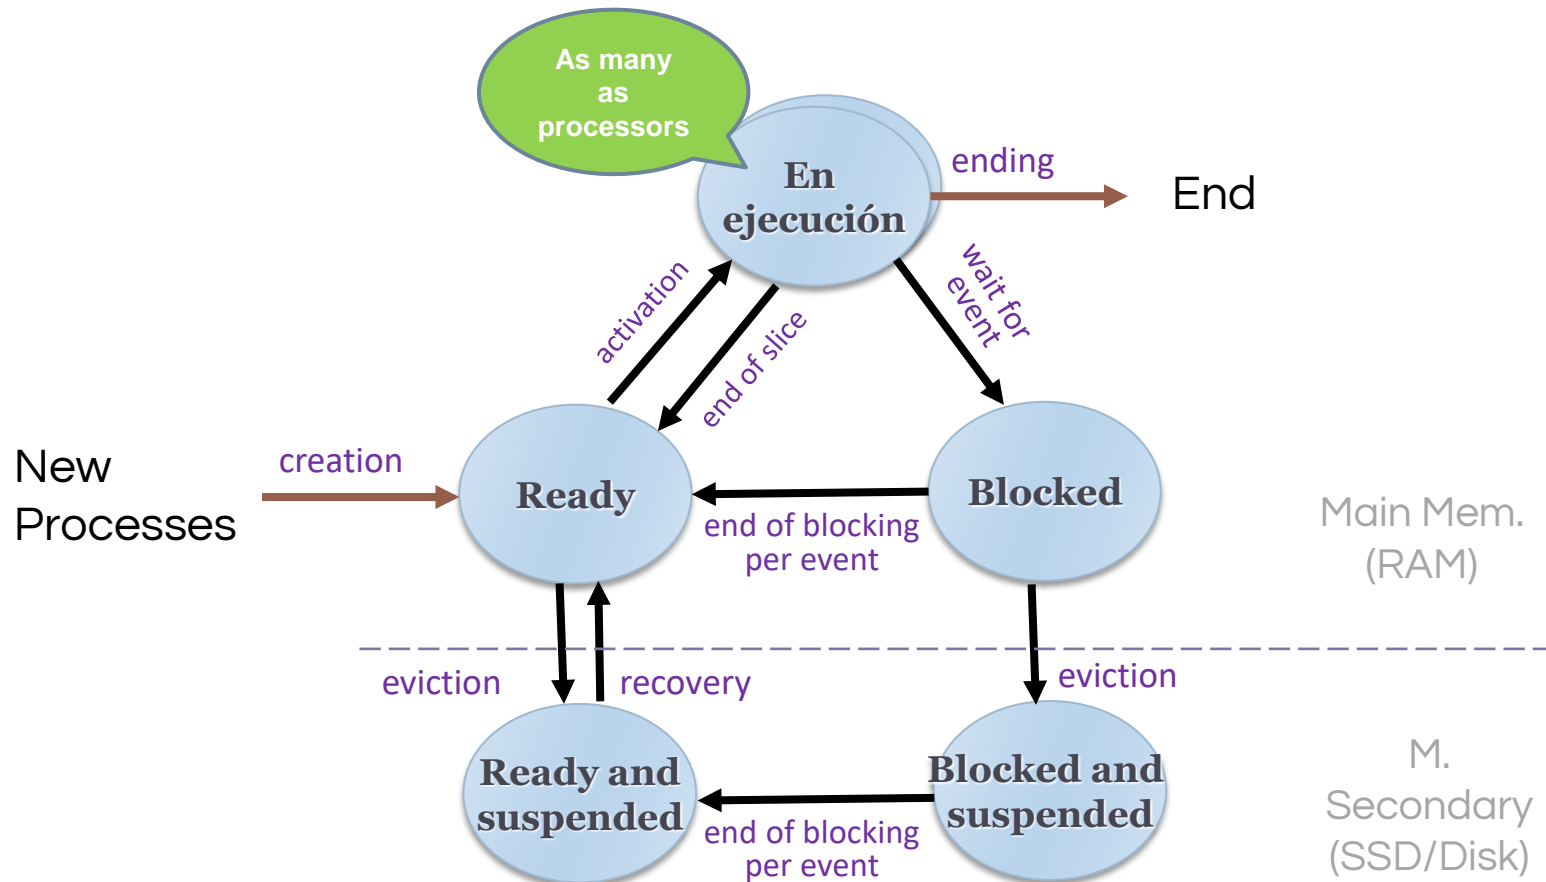 As many
as
processors
En
ejecución
ending
End
activation
end of slice
wait for
event
New
Processes
creation
Ready
Blocked
end of blocking
per event
Main Mem.
(RAM)
eviction
recovery
eviction
Ready and
suspended
Blocked and
suspended
end of blocking
per event
M.
Secondary
(SSD/Disk)